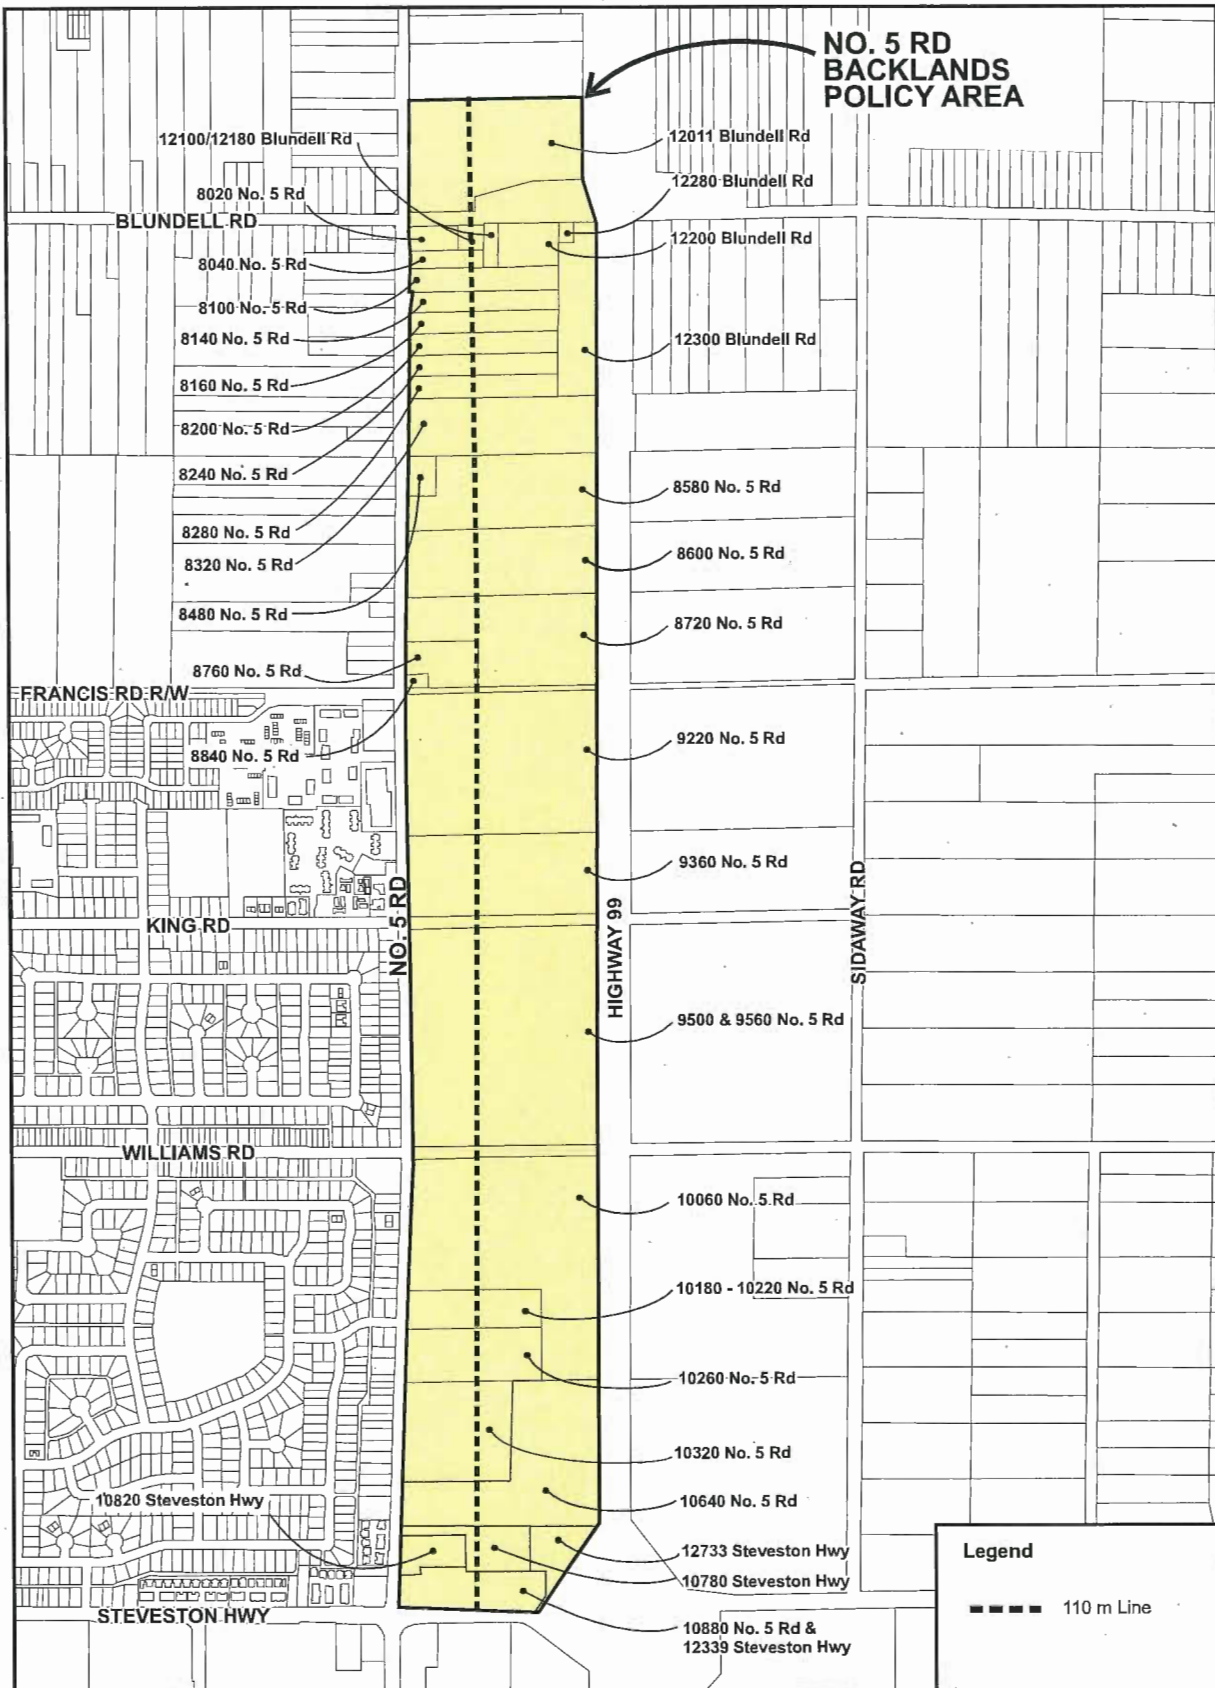 NO. 5 RD
BACKLANDS
POLICY AREA
12100/12180 Blundell Rd
12011 Blundell Rd
8020 No. 5 Rd
12280 Blundell Rd
BLUNDELL RD
12200 Blundell Rd
8040 No. 5 Rd
8100 No. 5 Rd
8140 No. 5 Rd
12300 Blundell Rd
8160 No. 5 Rd
8200 No. 5 Rd
8240 No. 5 Rd
8580 No. 5 Rd
8280 No. 5 Rd
8600 No. 5 Rd
8320 No. 5 Rd
8480 No. 5 Rd
8720 No. 5 Rd
8760 No. 5 Rd
FRANCIS RD R/W
9220 No. 5 Rd
8840 No. 5 Rd
9360 No. 5 Rd
KING RD
NO. 5 RD
HIGHWAY 99
SIDAWAY RD
9500 & 9560 No. 5 Rd
WILLIAMS RD
10060 No. 5 Rd
10180 - 10220 No. 5 Rd
10260 No. 5 Rd
10320 No. 5 Rd
10820 Steveston Hwy
10640 No. 5 Rd
12733 Steveston Hwy
10780 Steveston Hwy
STEVESTON HWY
10880 No. 5 Rd &
12339 Steveston Hwy
Legend
110 m Line